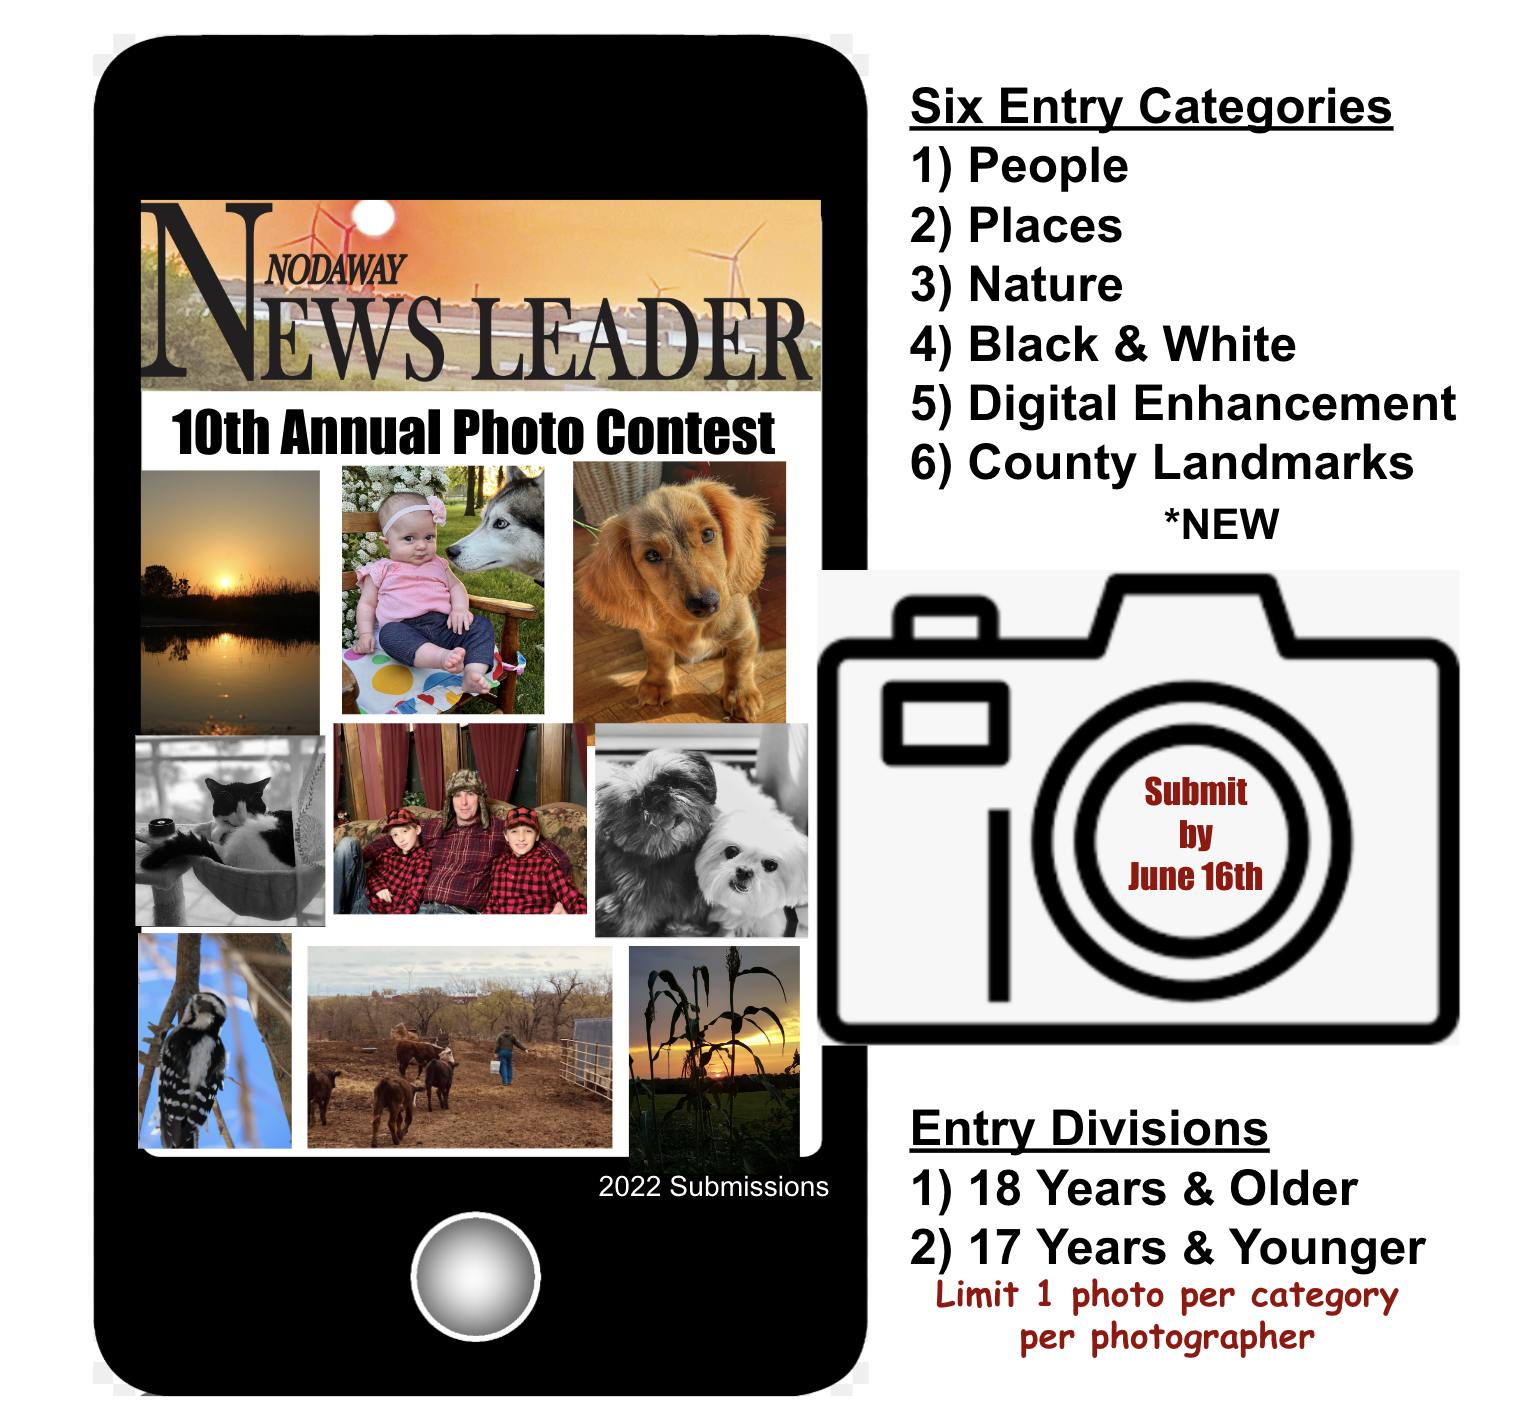 NODAWAY
NEWS LEADER
10th Annual Photo Contest
2022 Submissions
Six Entry Categories
1) People
2) Places
3) Nature
4) Black & White
5) Digital Enhancement
6) County Landmarks
*NEW
Submit
by
June 16th
Entry Divisions
1) 18 Years & Older
2) 17 Years & Younger
Limit 1 photo per category
per photographer